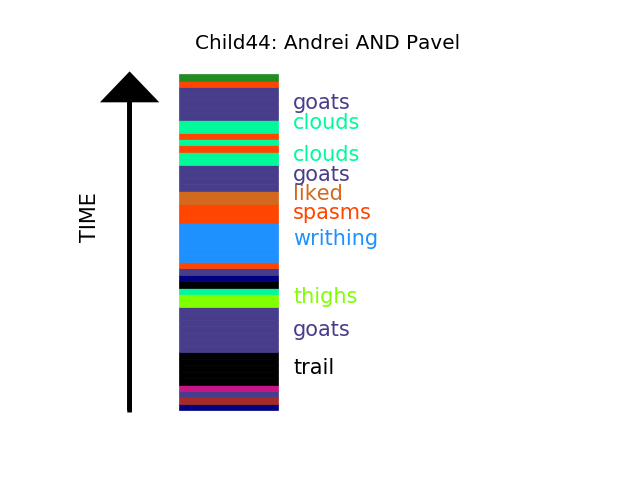 Child44: Andrei AND Pavel
goats
clouds
clouds
goats
liked
spasms
writhing
thighs
goats
trail
TIME